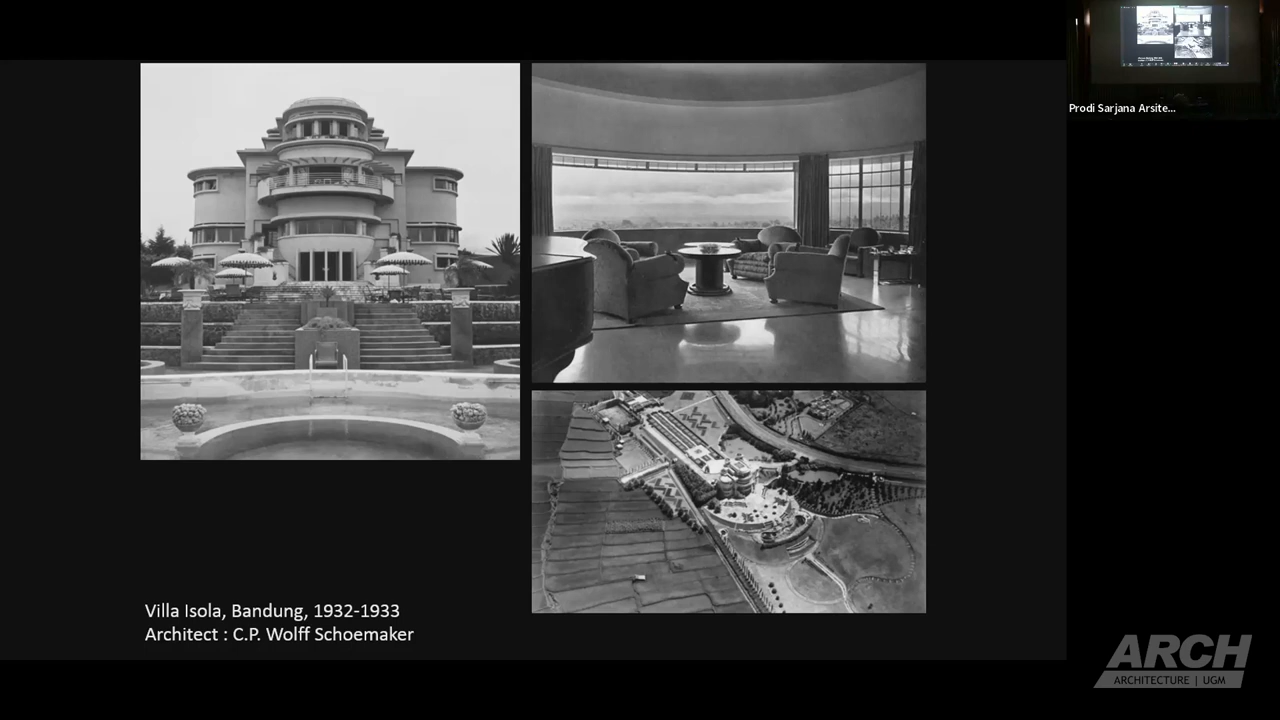 Prodi Sarjana Arsite...
Villa Isola, Bandung, 1932-1933
Architect : C.P. Wolff Schoemaker
ARCH
ARCHITECTURE | UGM